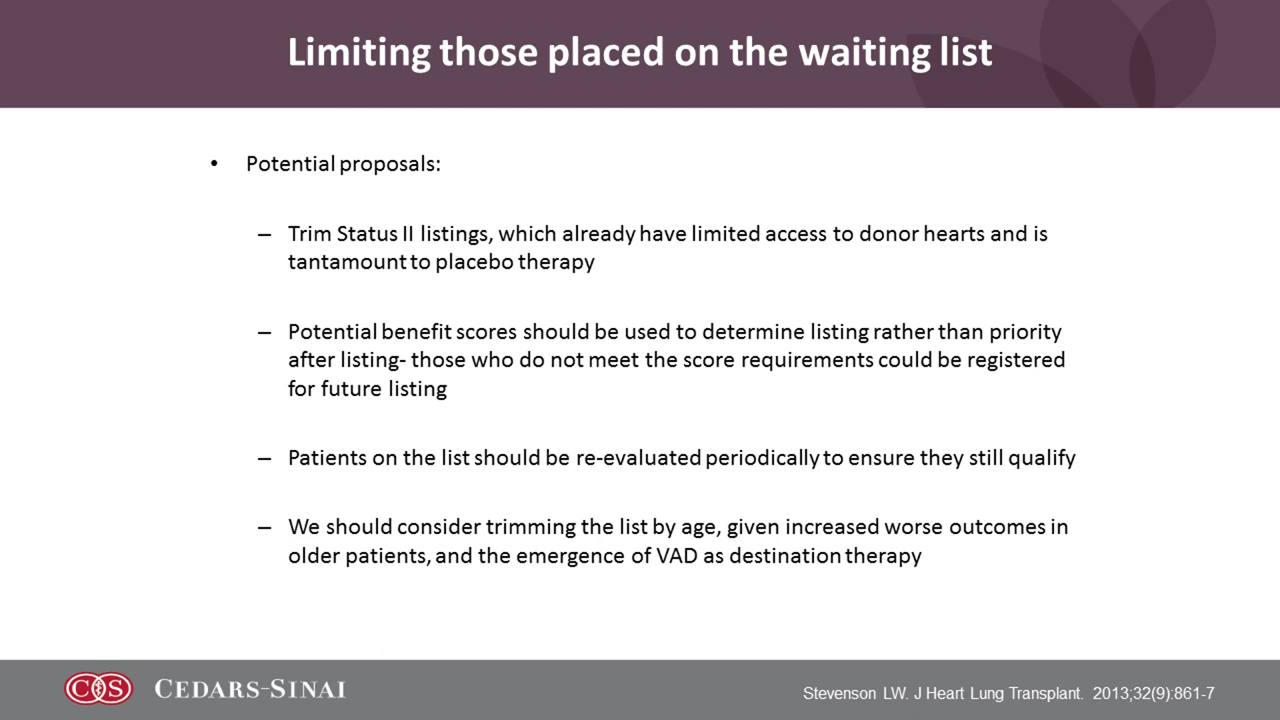 Limiting those placed on the waiting list
• Potential proposals:
– Trim Status II listings, which already have limited access to donor hearts and is
tantamount to placebo therapy
– Potential benefit scores should be used to determine listing rather than priority
after listing- those who do not meet the score requirements could be registered
for future listing
– Patients on the list should be re-evaluated periodically to ensure they still qualify
– We should consider trimming the list by age, given increased worse outcomes in
older patients, and the emergence of VAD as destination therapy
CEDARS-SINAI
Stevenson LW. J Heart Lung Transplant. 2013;32(9):861-7